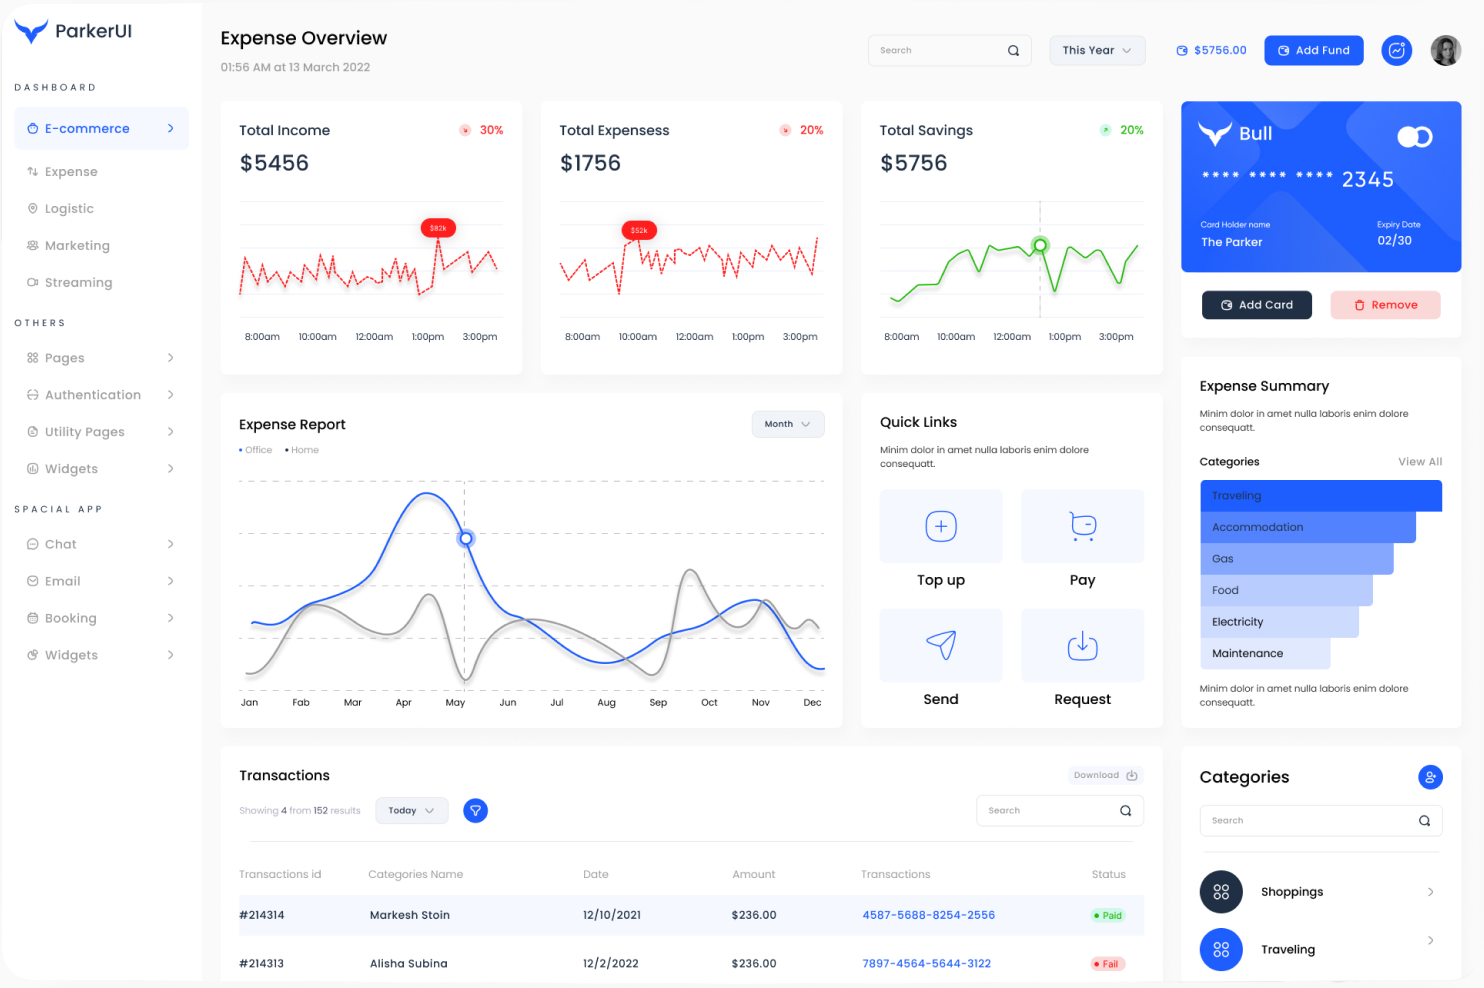 ParkerUI
DASHBOARD
E-commerce
Expense
Logistic
Marketing
Streaming
OTHERS
Pages
Authentication
Utility Pages
Widgets
SPACIAL APP
Chat
Email
Booking
Widgets
Expense Overview
01:56 AM at 13 March 2022
Search
This Year
$5756.00
Add Fund
Total Income
30%
$5456
$82k
8:00am 10:00am 12:00am 1:00pm 3:00pm
Total Expensess
20%
$1756
$52k
8:00am 10:00am 12:00am 1:00pm 3:00pm
Total Savings
20%
$5756
8:00am 10:00am 12:00am 1:00pm 3:00pm
Bull
**** **** **** 2345
Card Holder name
The Parker
Expiry Date
02/30
Add Card
Remove
Expense Report
Month
Office Home
Jan Fab Mar Apr May Jun Jul Aug Sep Oct Nov Dec
Quick Links
Minim dolor in amet nulla laboris enim dolore
consequatt.
Top up
Pay
Send
Request
Expense Summary
Minim dolor in amet nulla laboris enim dolore
consequatt.
Categories View All
Traveling
Accommodation
Gas
Food
Electricity
Maintenance
Minim dolor in amet nulla laboris enim dolore
consequatt.
Transactions
Download
Showing 4 from 152 results
Today
Search
Transactions id Categories Name Date Amount Transactions Status
#214314 Markesh Stoin 12/10/2021 $236.00 4587-5688-8254-2556 Paid
#214313 Alisha Subina 12/2/2022 $236.00 7897-4564-5644-3122 Fail
Categories
Search
Shoppings
Traveling